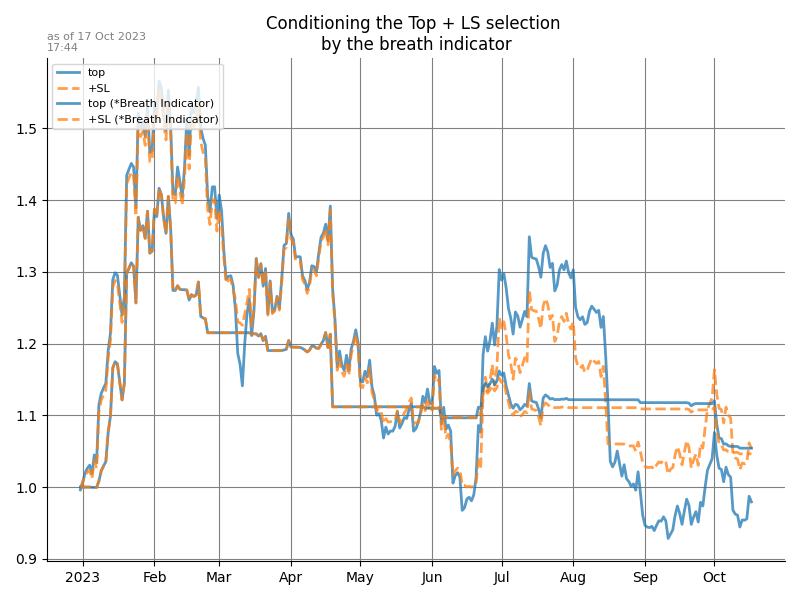 Conditioning the Top + LS selection
by the breath indicator
as of 17 Oct 2023
17:44
top
+SL
top (*Breath Indicator)
+SL (*Breath Indicator)
1.5
1.4
1.3
1.2
1.1
1.0
0.9
2023 Feb Mar Apr May Jun Jul Aug Sep Oct